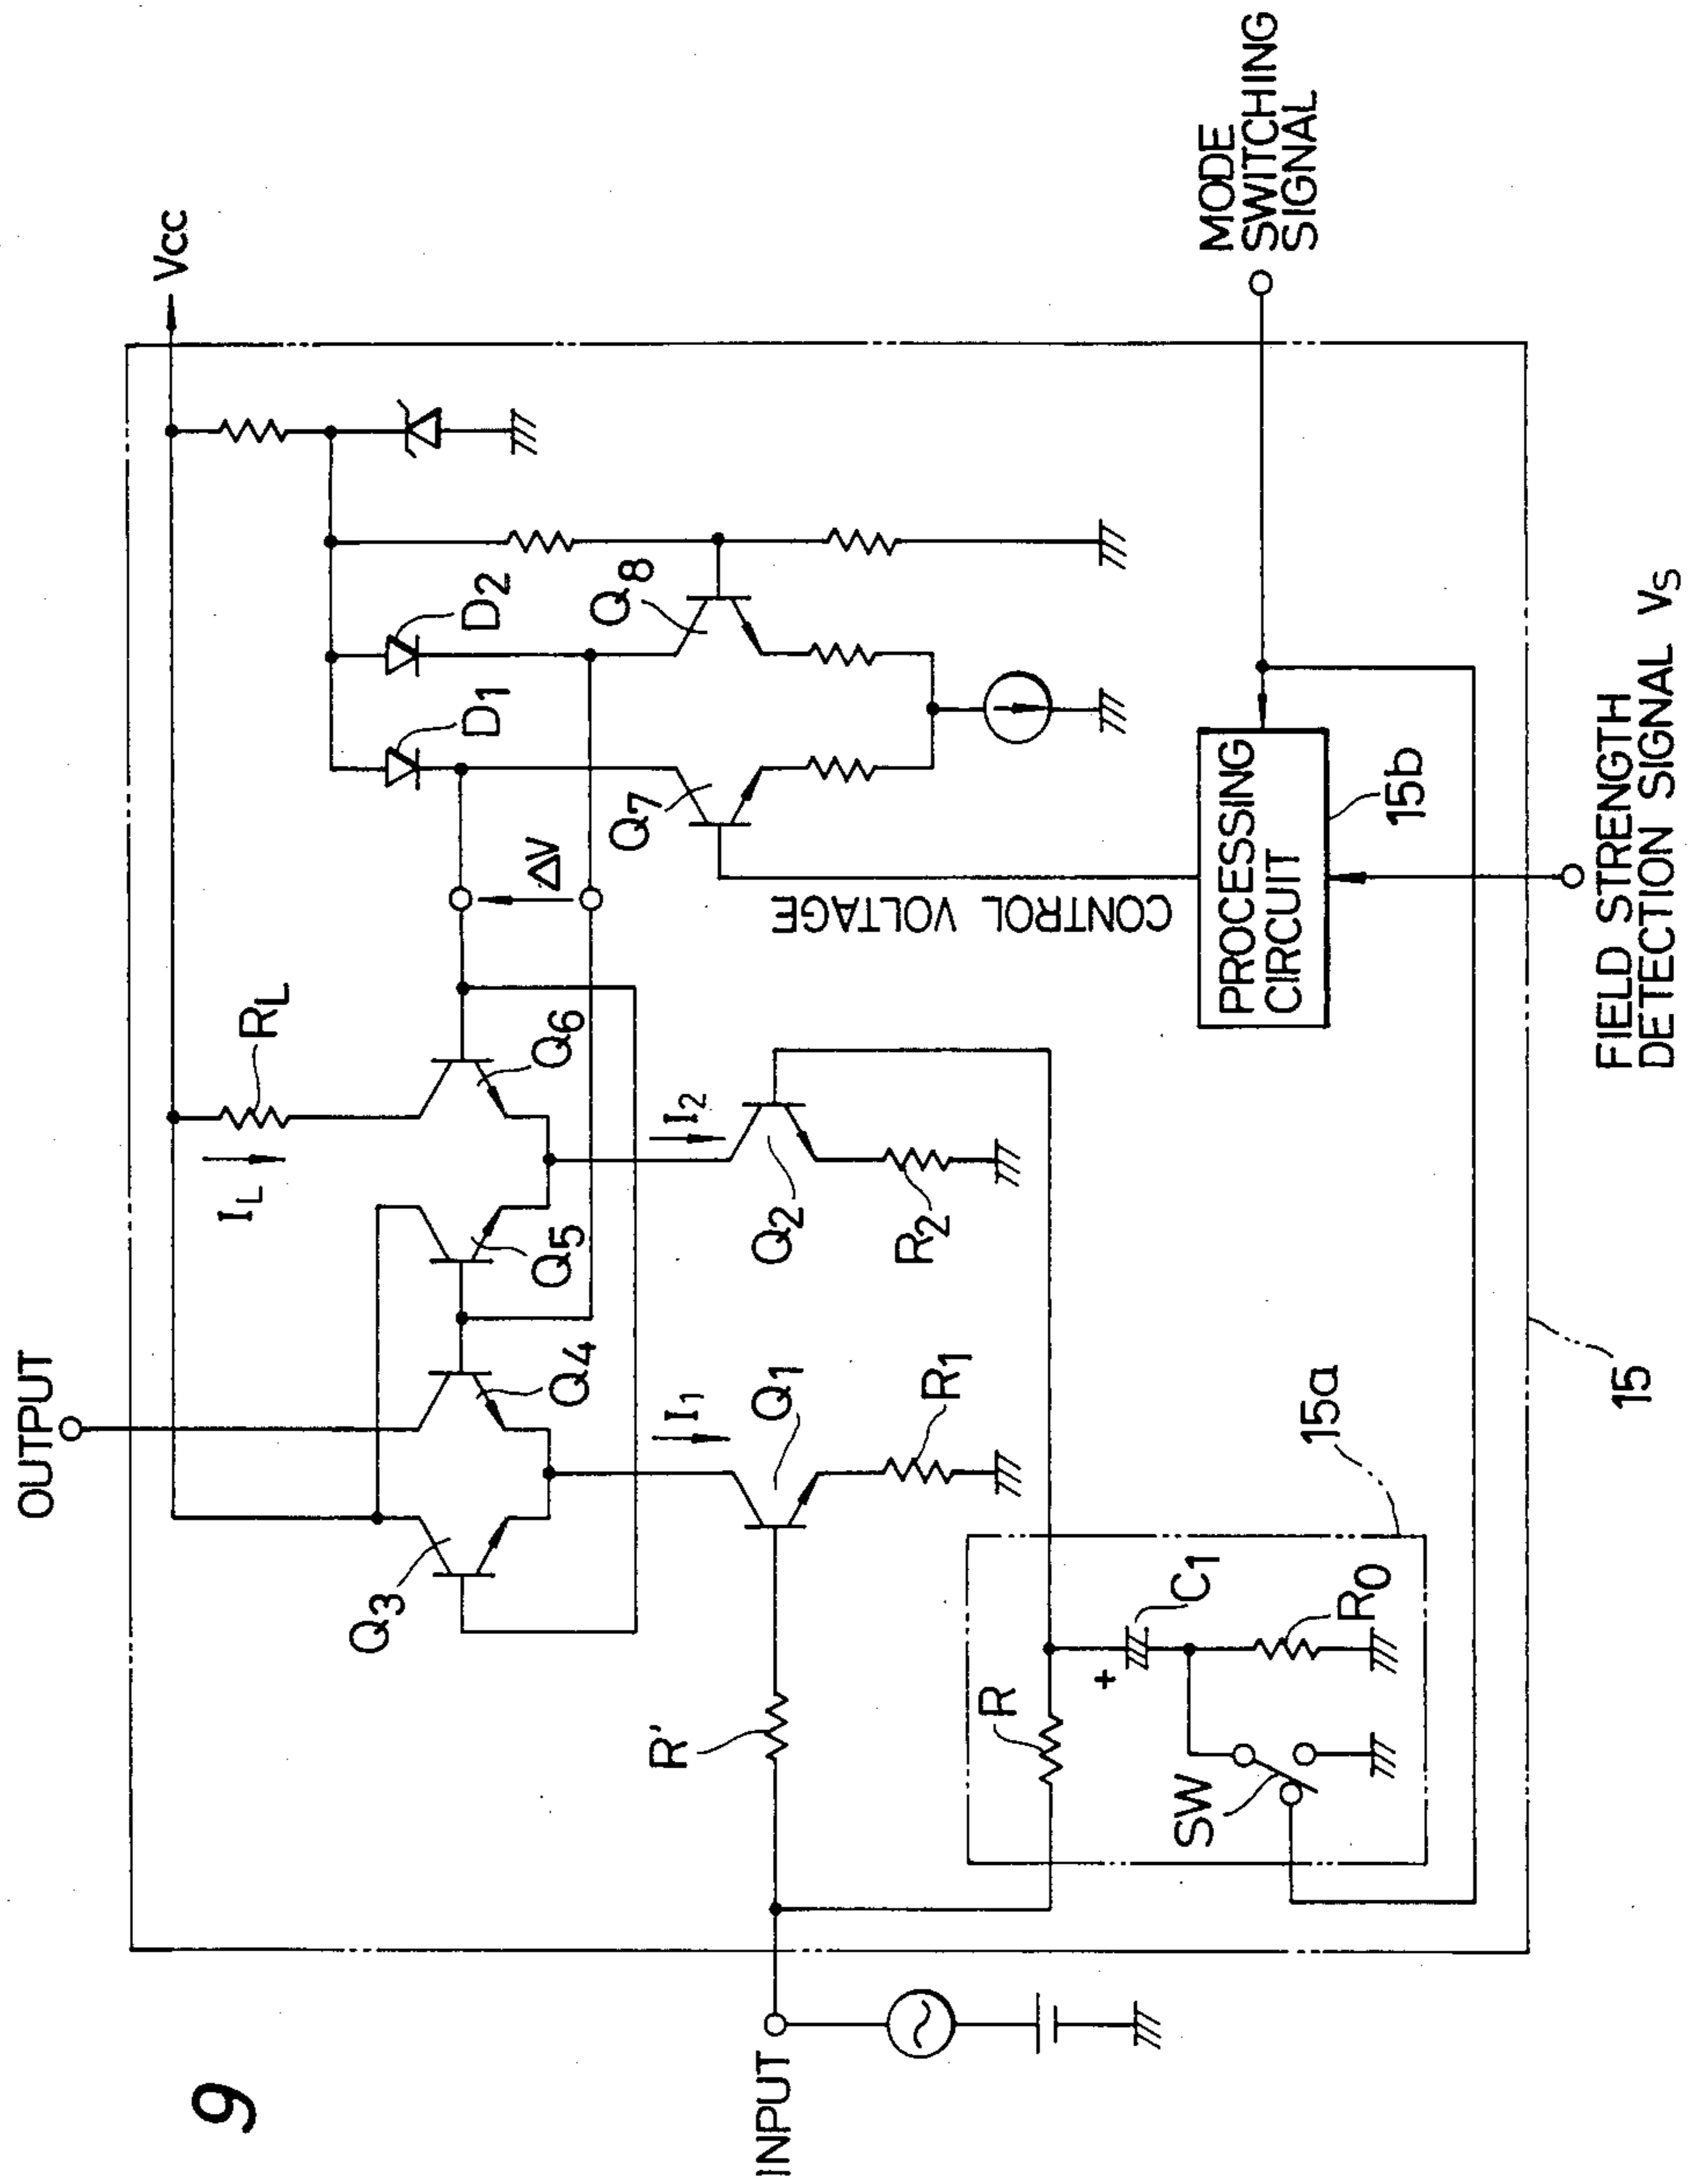 9
INPUT
OUTPUT
Vcc
Q3
Q4
Q5
Q6
IL
RL
ΔV
D1
D2
Q7
Q8
I1
I2
Q1
Q2
R1
R2
R'
R
C1
+
R0
SW
15a
15
CONTROL VOLTAGE
PROCESSING
CIRCUIT
15b
MODE
SWITCHING
SIGNAL
FIELD STRENGTH
DETECTION SIGNAL VS